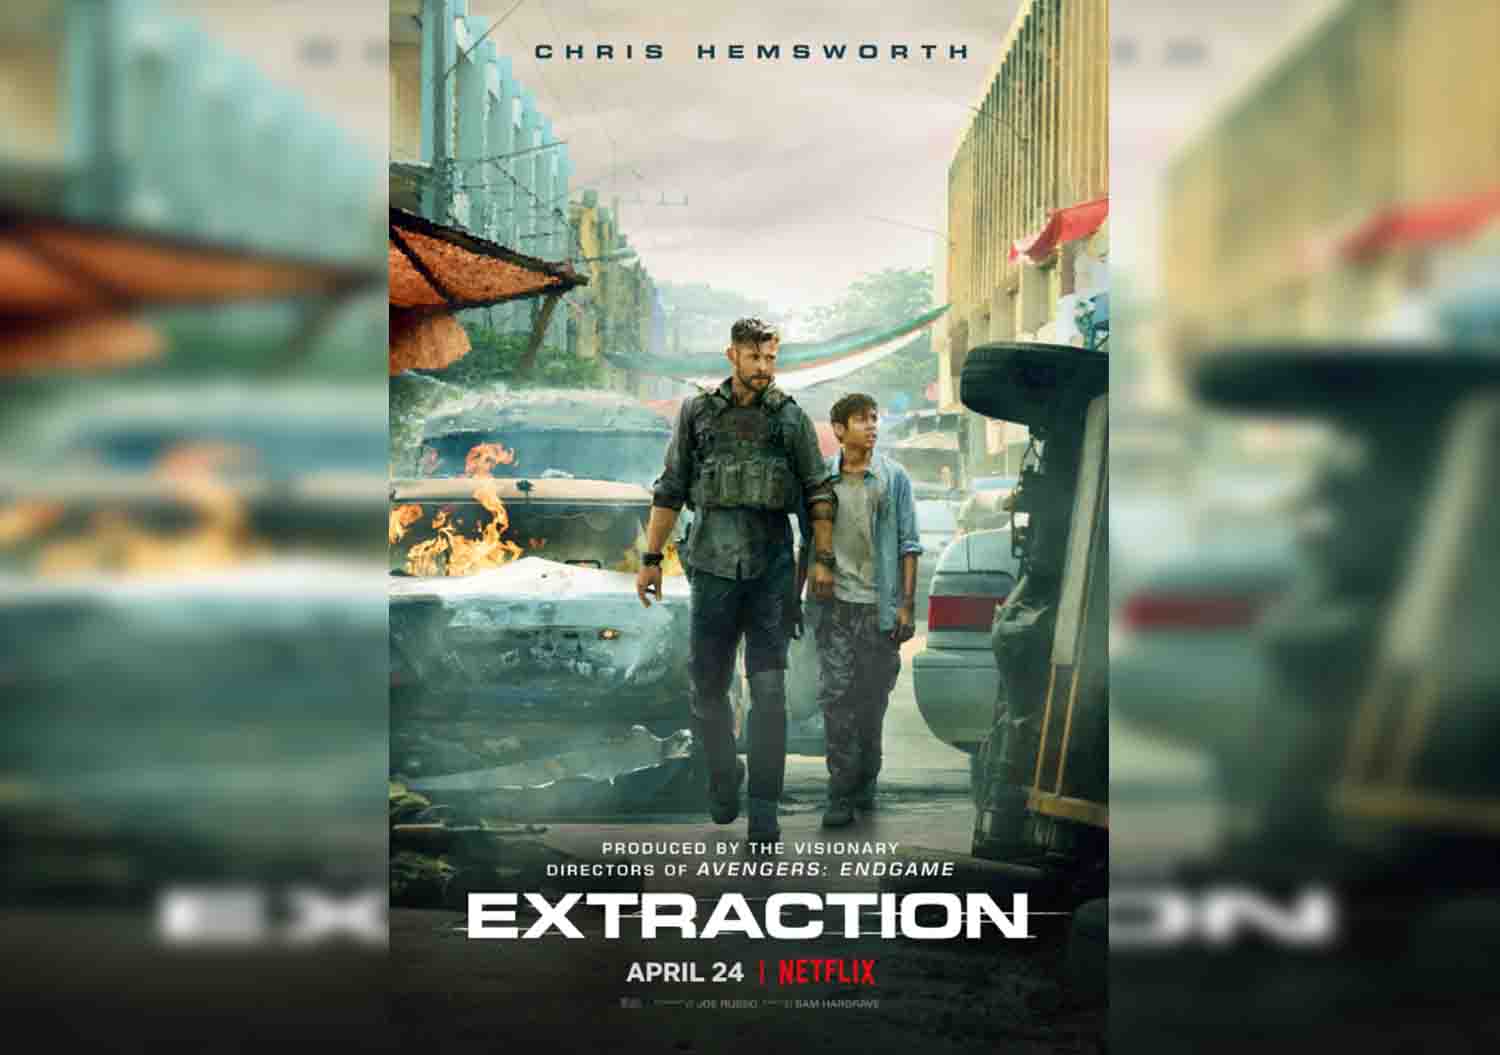 CHRIS HEMSWORTH
PRODUCED BY THE VISIONARY
DIRECTORS OF AVENGERS: ENDGAME
EXTRACTION
APRIL 24 | NETFLIX
JOE RUSSO SAM HARGRAVE